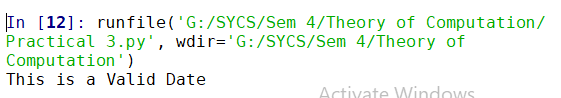 In [12]: runfile('G:/SYCS/Sem 4/Theory of Computation/
Practical 3.py', wdir='G:/SYCS/Sem 4/Theory of
Computation')
This is a Valid Date
Activate Windows